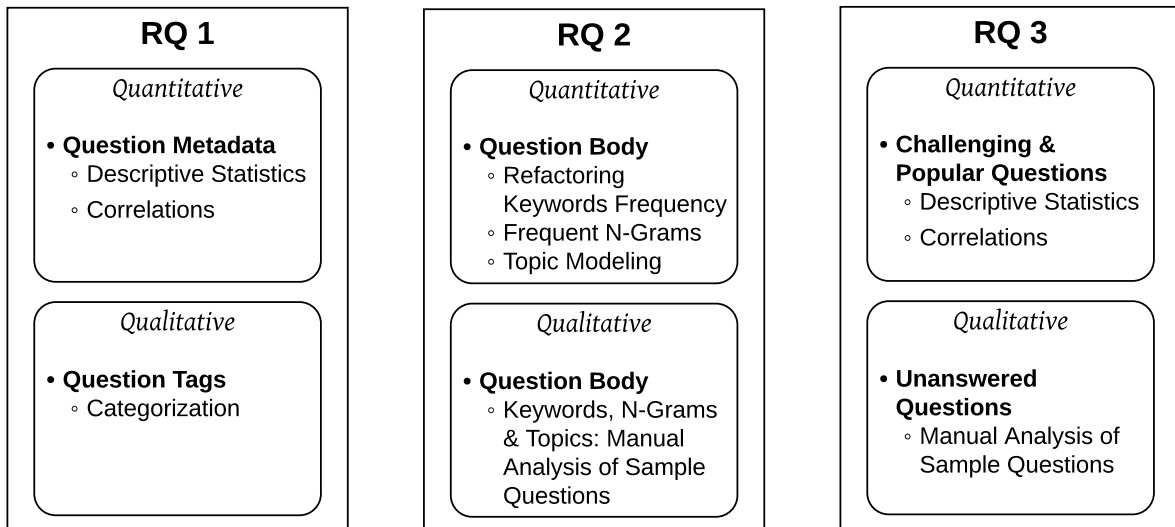 RQ 1
Quantitative
• Question Metadata
◦ Descriptive Statistics
◦ Correlations
Qualitative
• Question Tags
◦ Categorization
RQ 2
Quantitative
• Question Body
◦ Refactoring
Keywords Frequency
◦ Frequent N-Grams
◦ Topic Modeling
Qualitative
• Question Body
◦ Keywords, N-Grams
& Topics: Manual
Analysis of Sample
Questions
RQ 3
Quantitative
• Challenging &
Popular Questions
◦ Descriptive Statistics
◦ Correlations
Qualitative
• Unanswered
Questions
◦ Manual Analysis of
Sample Questions